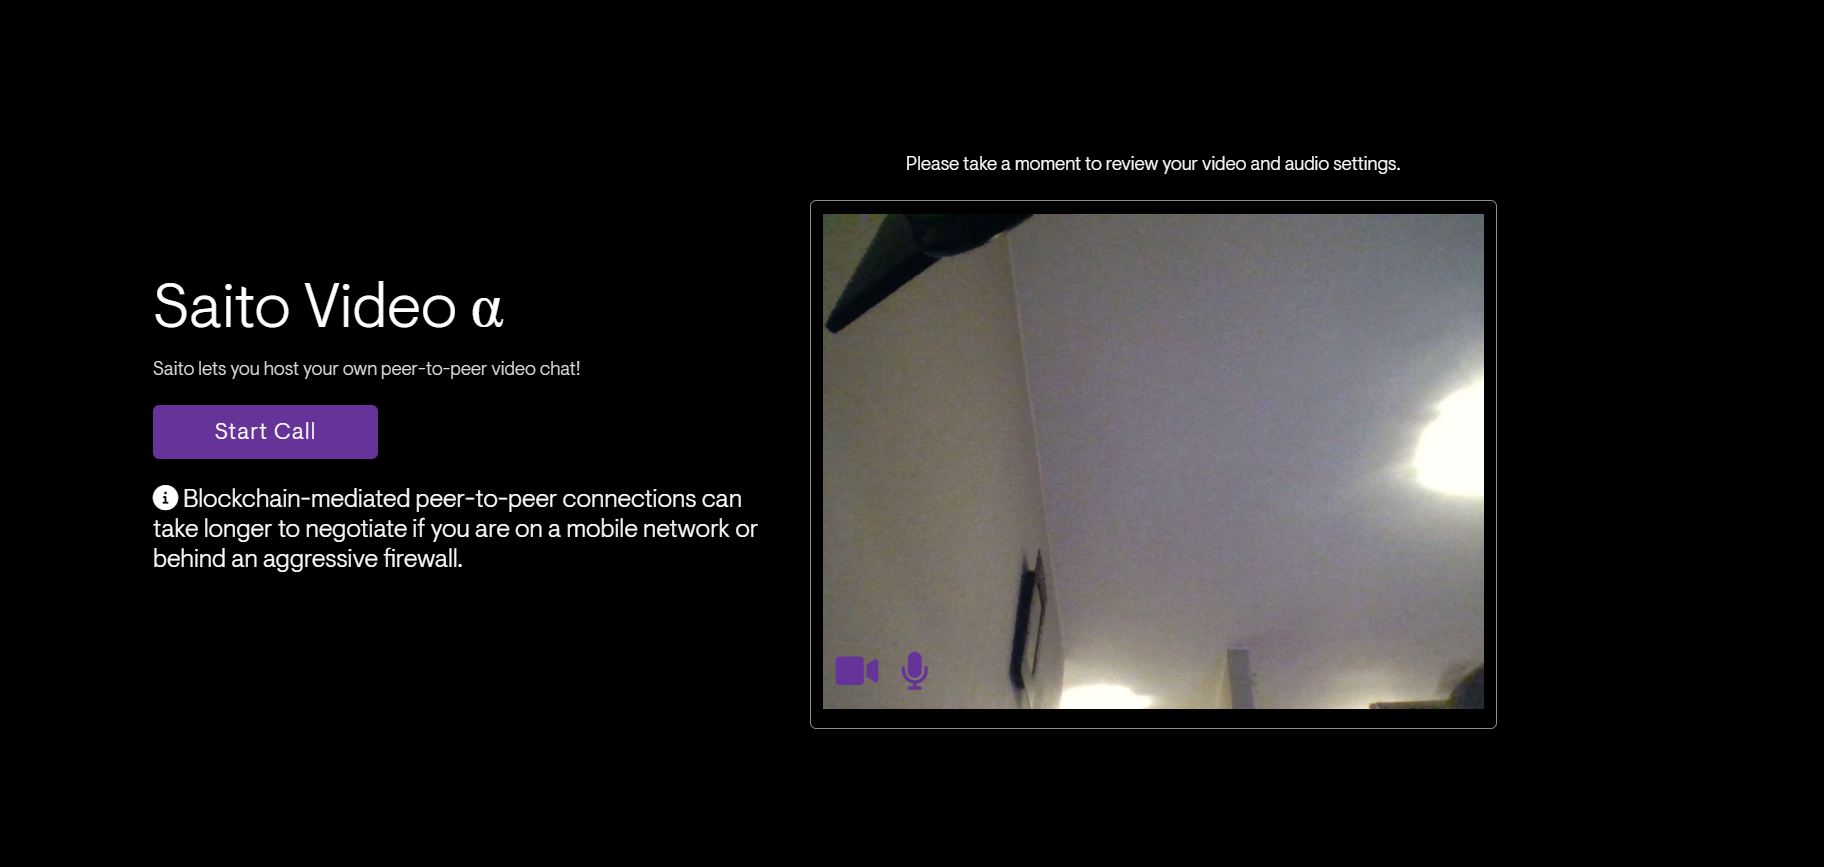 Please take a moment to review your video and audio settings.
Saito Video α
Saito lets you host your own peer-to-peer video chat!
Start Call
Blockchain-mediated peer-to-peer connections can
take longer to negotiate if you are on a mobile network or
behind an aggressive firewall.